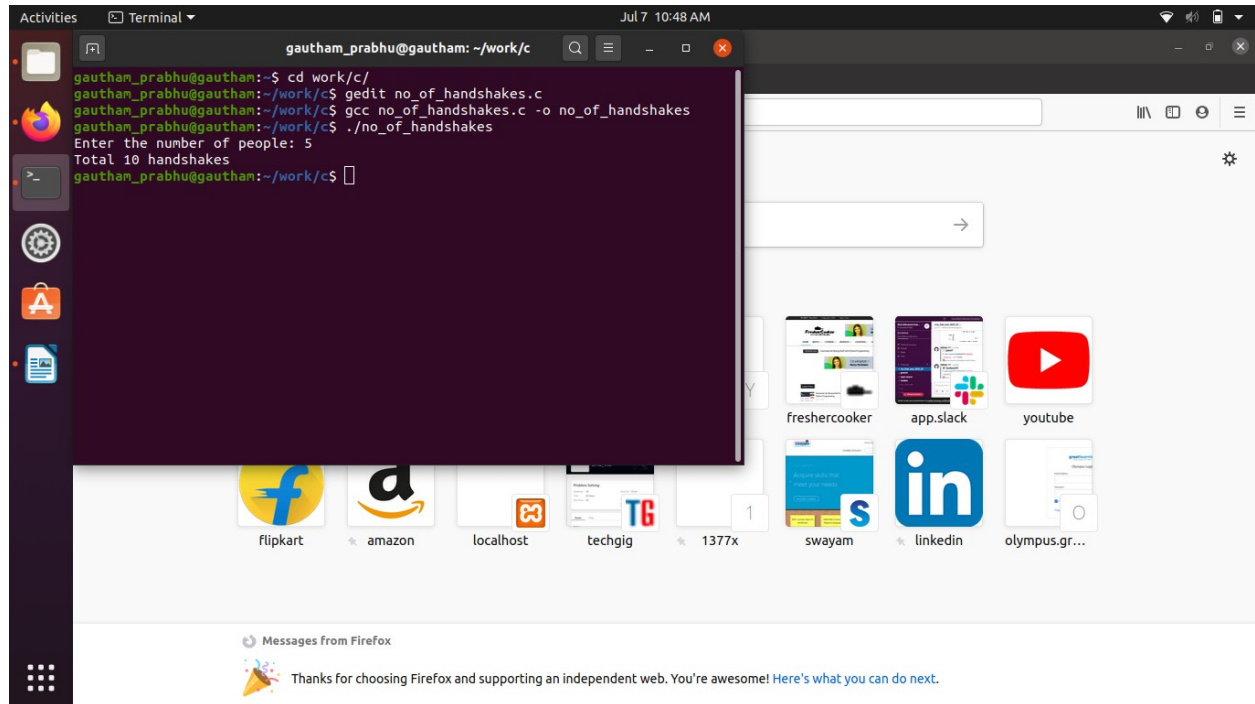 Activities Terminal Jul 7 10:48 AM
gautham_prabhu@gautham: ~/work/c
gautham_prabhu@gautham:~$ cd work/c/
gautham_prabhu@gautham:~/work/c$ gedit no_of_handshakes.c
gautham_prabhu@gautham:~/work/c$ gcc no_of_handshakes.c -o no_of_handshakes
gautham_prabhu@gautham:~/work/c$ ./no_of_handshakes
Enter the number of people: 5
Total 10 handshakes
gautham_prabhu@gautham:~/work/c$
Y
freshercooker app.slack youtube
a in
TG 1 S O
flipkart amazon localhost techgig 1377x swayam linkedin olympus.gr...
Messages from Firefox
Thanks for choosing Firefox and supporting an independent web. You're awesome! Here's what you can do next.